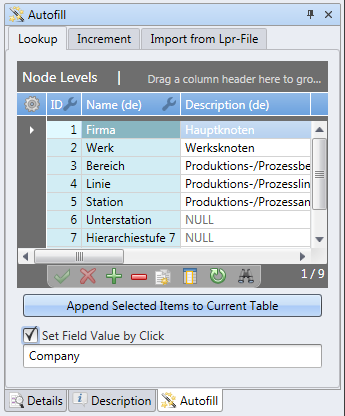 Autofill
Lookup Increment Import from Lpr-File
Node Levels | Drag a column header here to gro...
ID Name (de) Description (de)
1 Firma Hauptknoten
2 Werk Werksknoten
3 Bereich Produktions-/Prozessbe
4 Linie Produktions-/Prozesslin
5 Station Produktions-/Prozessan
6 Unterstation NULL
7 Hierarchiestufe 7 NULL
1 / 9
Append Selected Items to Current Table
Set Field Value by Click
Company
Details Description Autofill